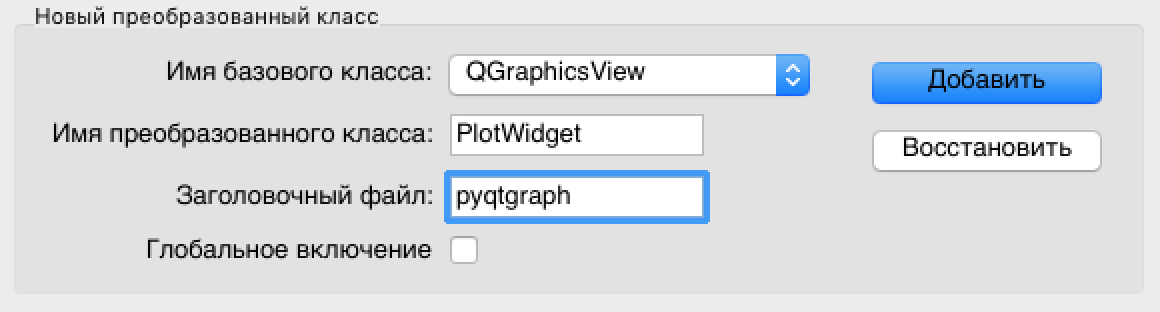 Новый преобразованный класс
Имя базового класса: QGraphicsView
Добавить
Имя преобразованного класса: PlotWidget
Восстановить
Заголовочный файл: pyqtgraph
Глобальное включение